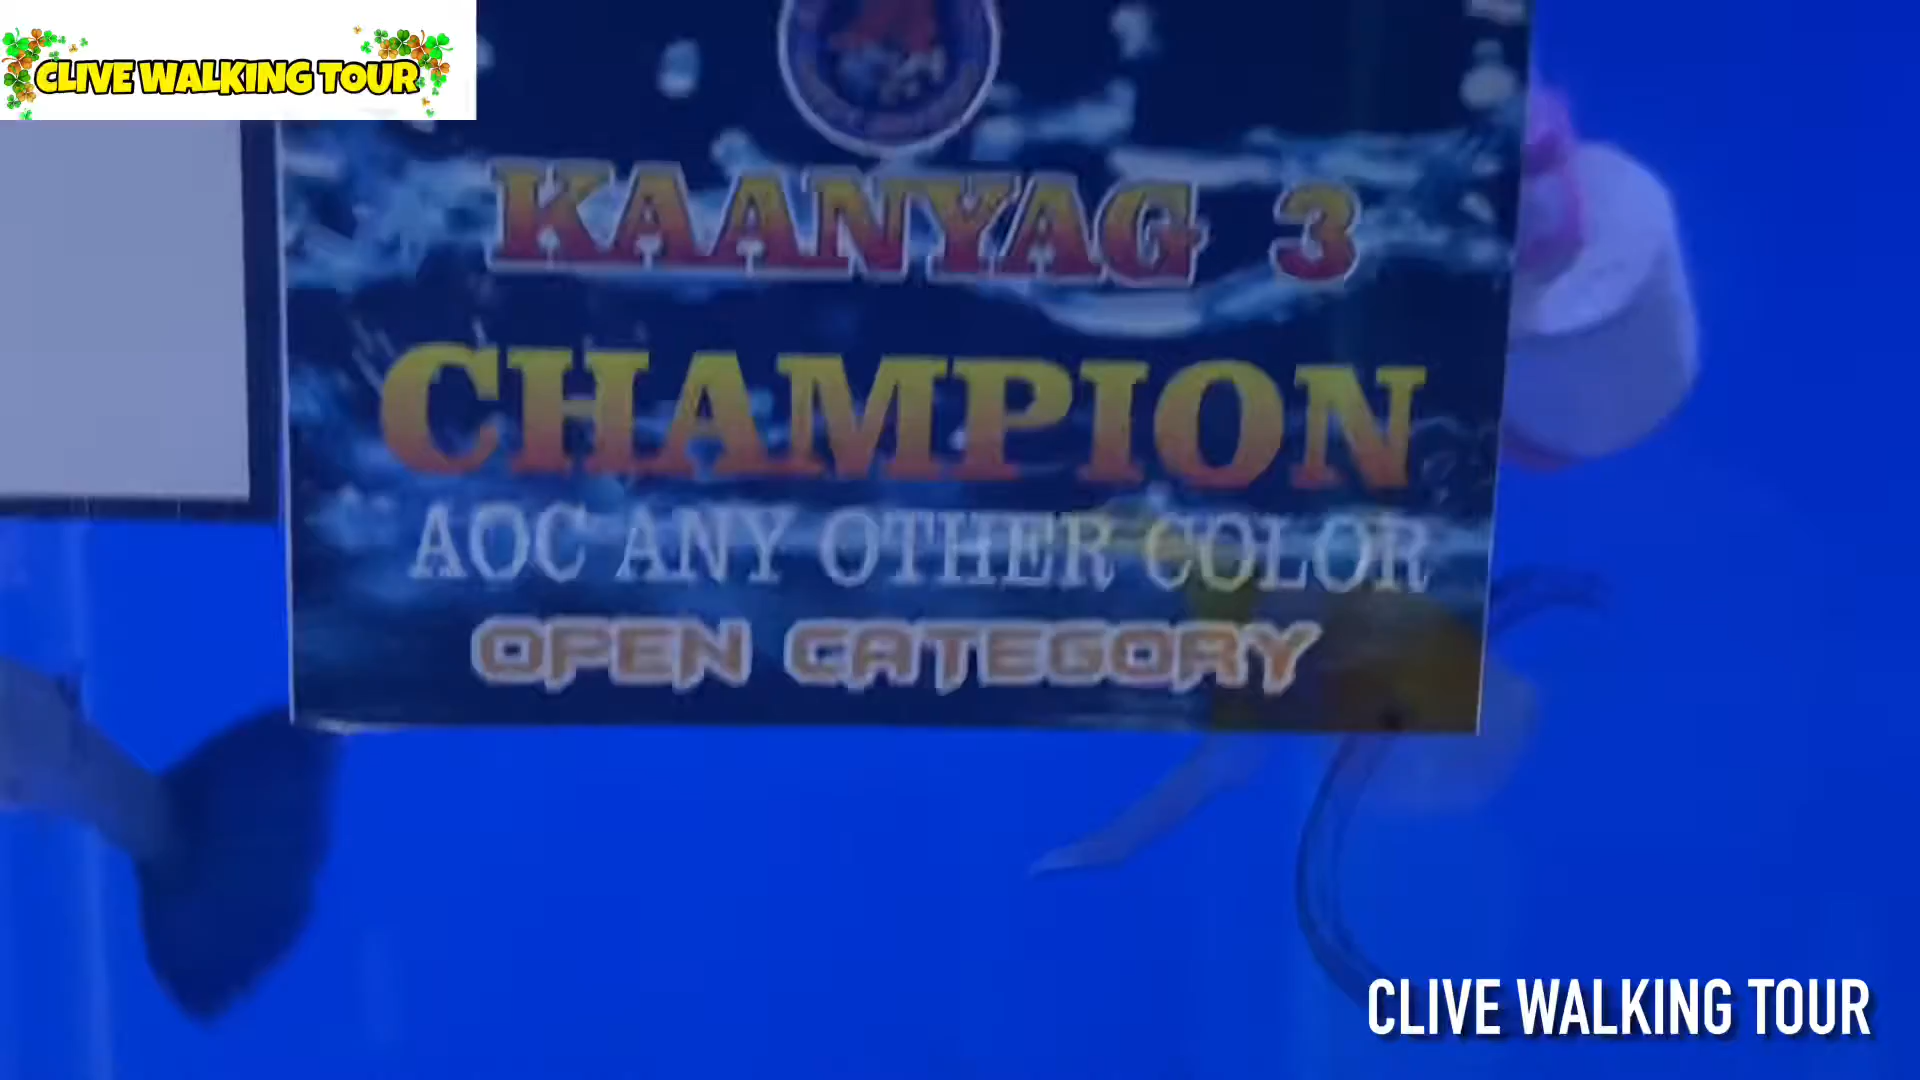 CLIVE WALKING TOUR
KAANYAG 3
CHAMPION
AOC ANY OTHER COLOR
OPEN CATEGORY
CLIVE WALKING TOUR